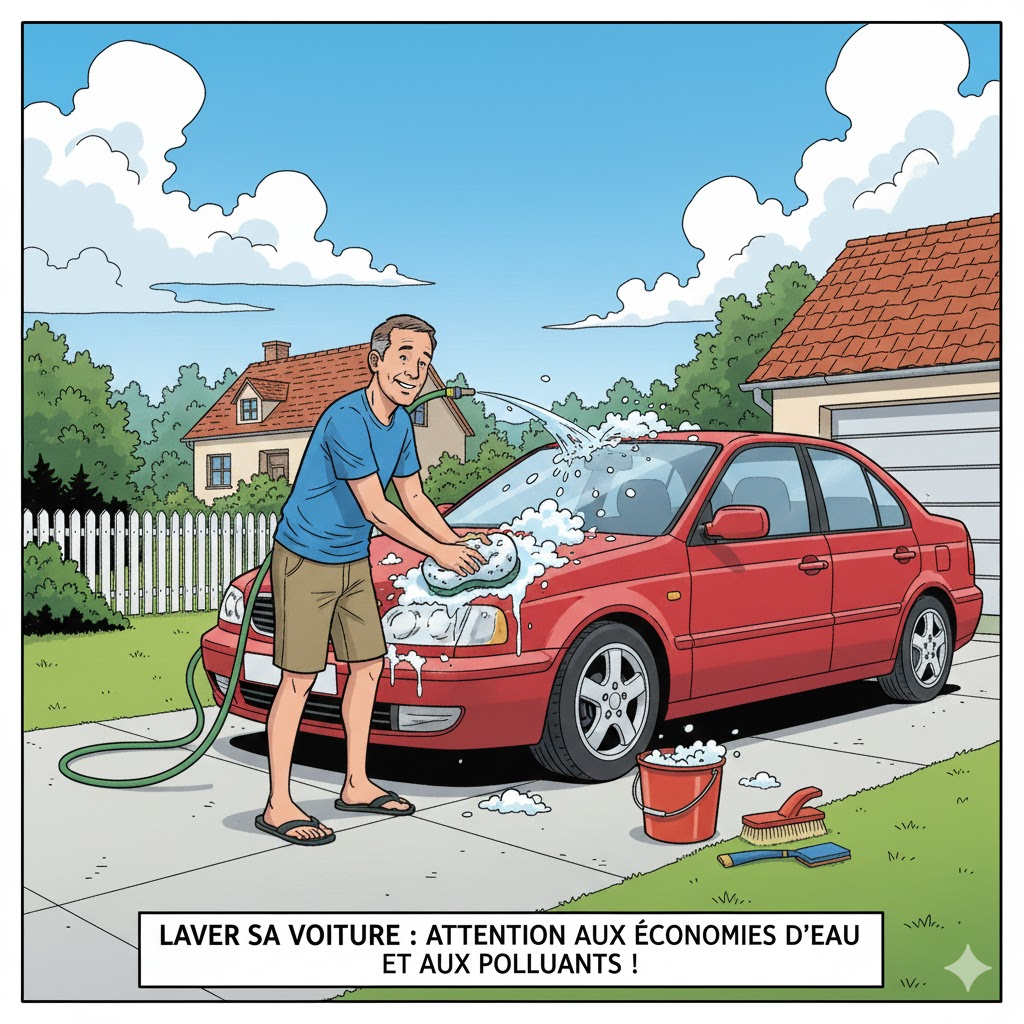 LAVER SA VOITURE : ATTENTION AUX ÉCONOMIES D'EAU
ET AUX POLLUANTS !